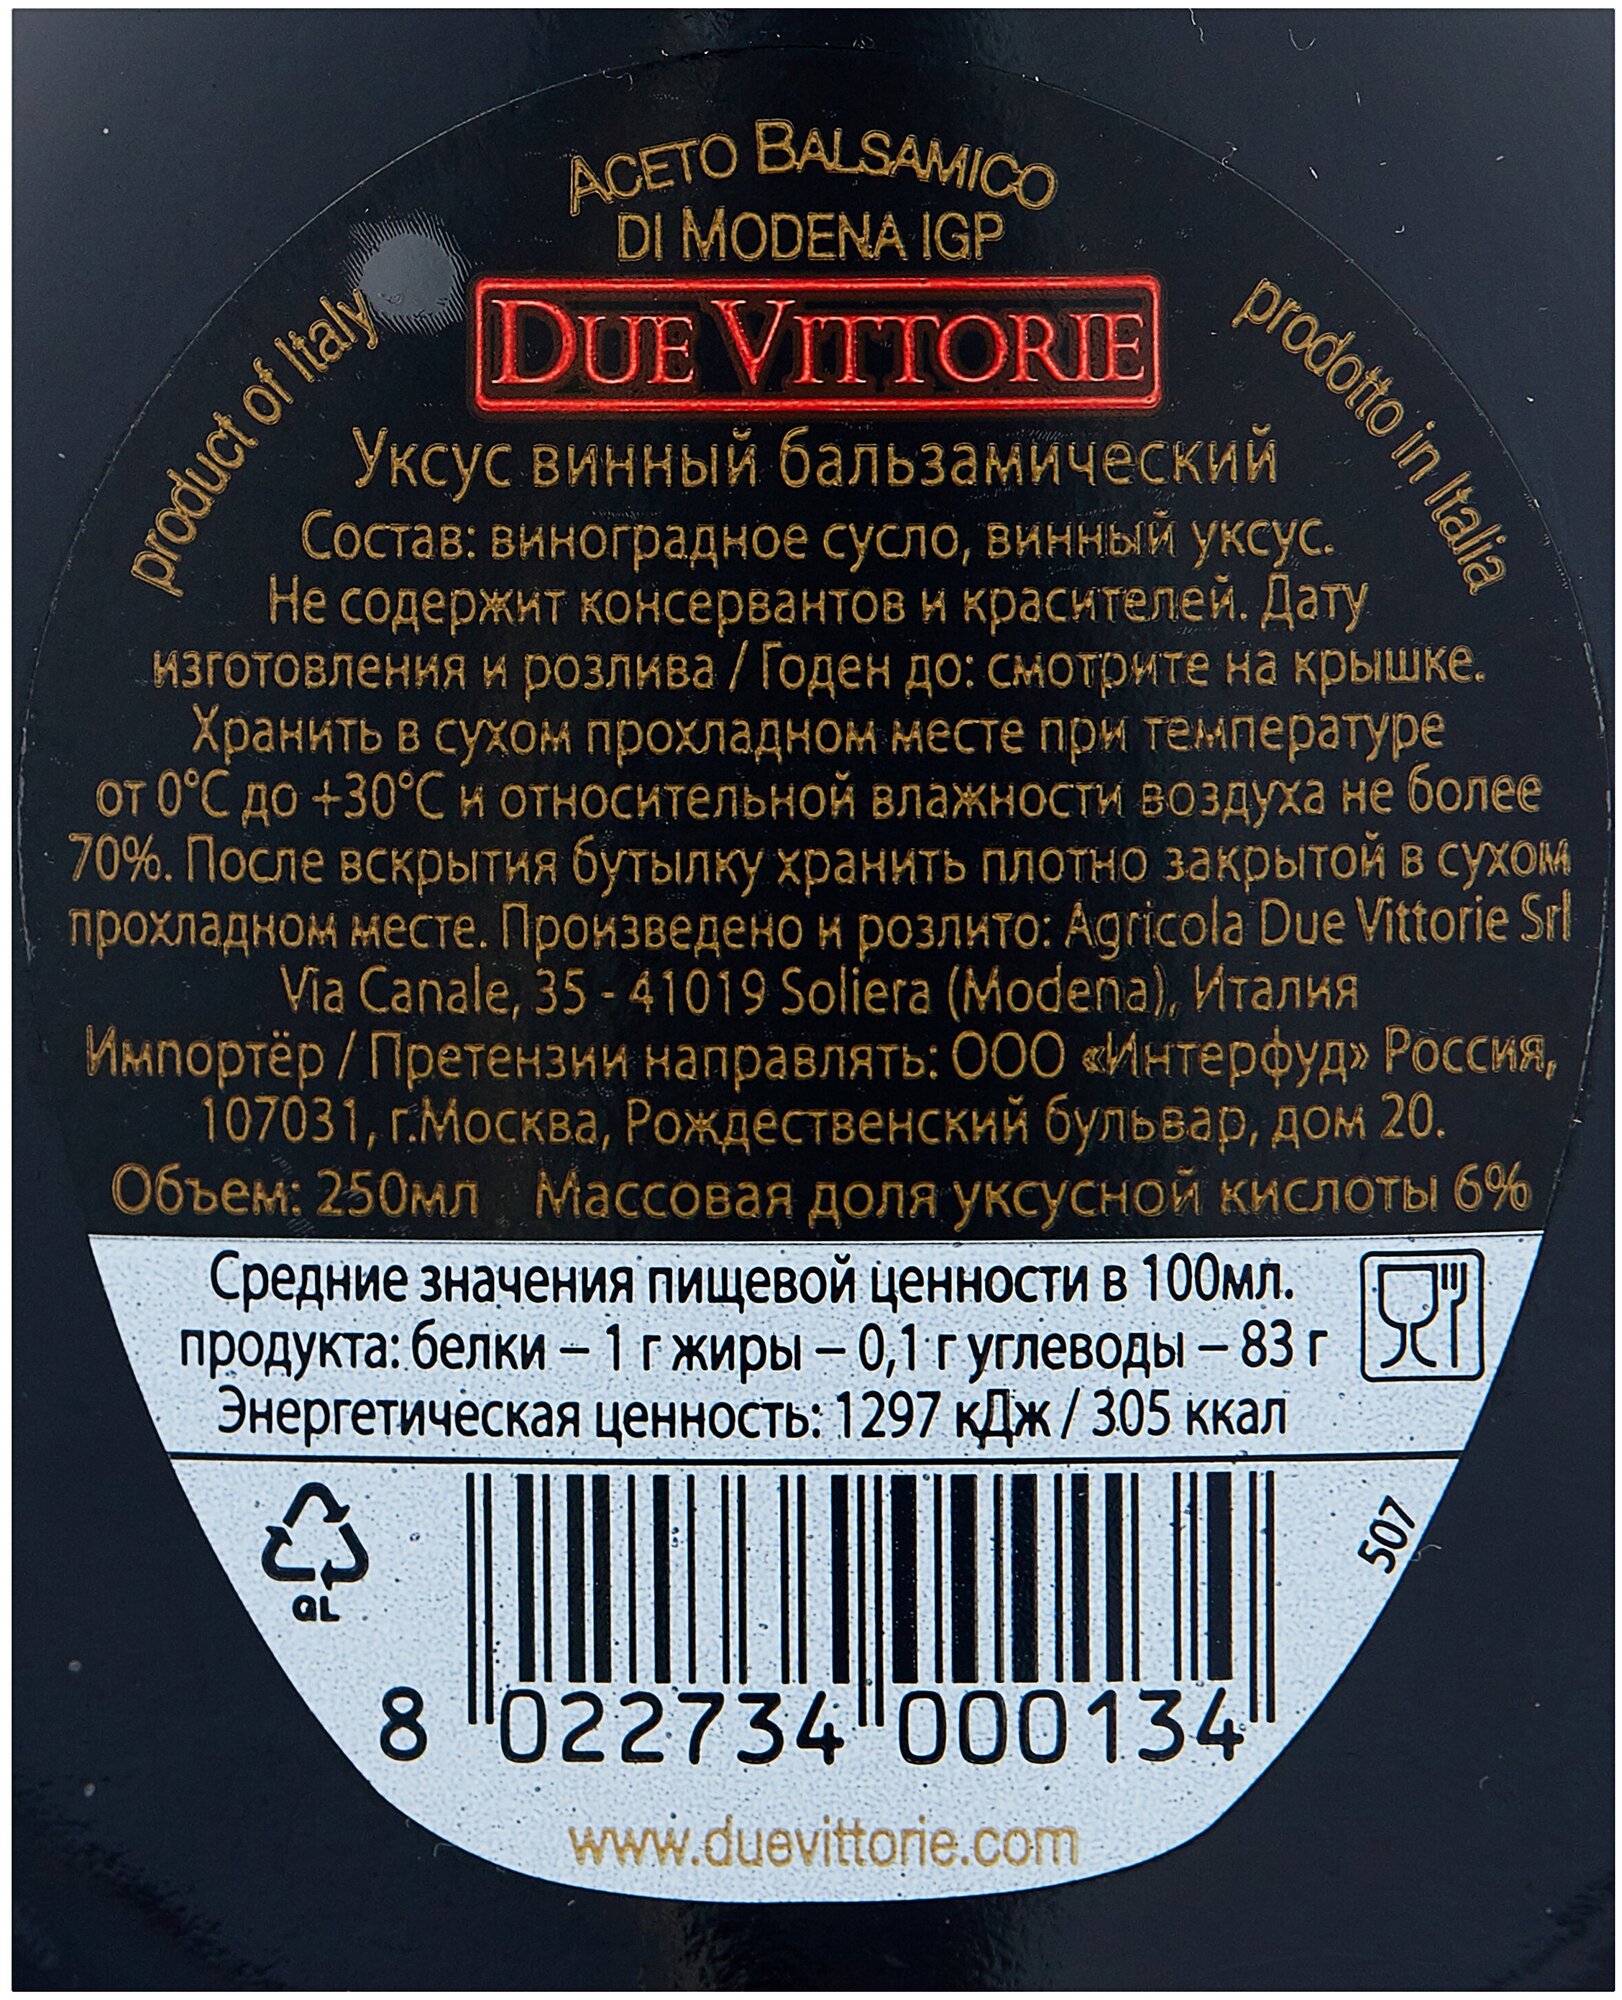 ACETO BALSAMICO
DI MODENA IGP
product of Italy
DUE VITTORIE
prodotto in Italia
Уксус винный бальзамический
Состав: виноградное сусло, винный уксус.
Не содержит консервантов и красителей. Дату
изготовления и розлива / Годен до: смотрите на крышке.
Хранить в сухом прохладном месте при температуре
от 0°C до +30°C и относительной влажности воздуха не более
70%. После вскрытия бутылку хранить плотно закрытой в сухом
прохладном месте. Произведено и розлито: Agricola Due Vittorie Srl
Via Canale, 35 - 41019 Soliera (Modena), Италия
Импортёр / Претензии направлять: ООО «Интерфуд» Россия,
107031, г.Москва, Рождественский бульвар, дом 20.
Объем: 250мл Массовая доля уксусной кислоты 6%
Средние значения пищевой ценности в 100мл.
продукта: белки – 1 г жиры – 0,1 г углеводы – 83 г
Энергетическая ценность: 1297 кДж / 305 ккал
GL
507
8 022734 000134
www.duevittorie.com